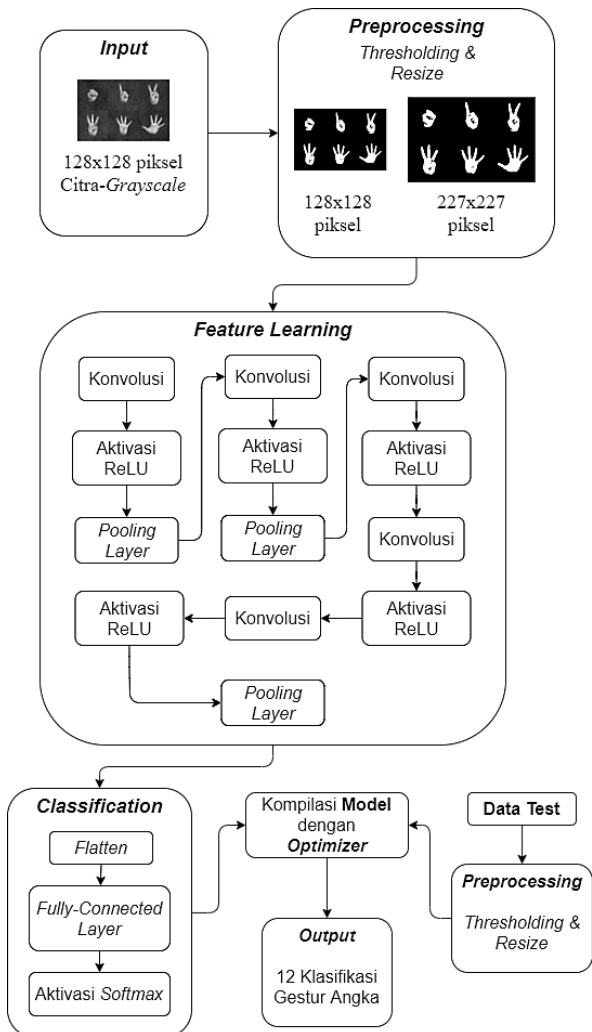 Input
128x128 piksel
Citra-Grayscale
Preprocessing
Thresholding &
Resize
128x128
piksel
227x227
piksel
Feature Learning
Konvolusi
Aktivasi
ReLU
Pooling
Layer
Konvolusi
Aktivasi
ReLU
Pooling
Layer
Konvolusi
Aktivasi
ReLU
Konvolusi
Aktivasi
ReLU
Konvolusi
Aktivasi
ReLU
Pooling
Layer
Classification
Flatten
Fully-Connected
Layer
Aktivasi Softmax
Kompilasi Model
dengan
Optimizer
Output
12 Klasifikasi
Gestur Angka
Data Test
Preprocessing
Thresholding &
Resize